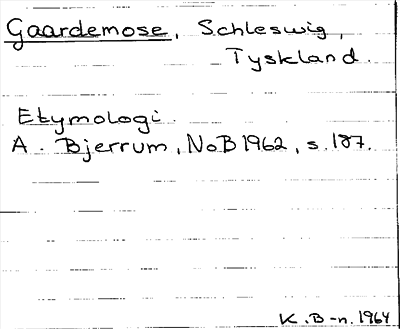 Gaardemose, Schleswig,
Tyskland.
Etymologi.
A. Bjerrum, NoB 1962, s. 187.
K. B-n. 1964